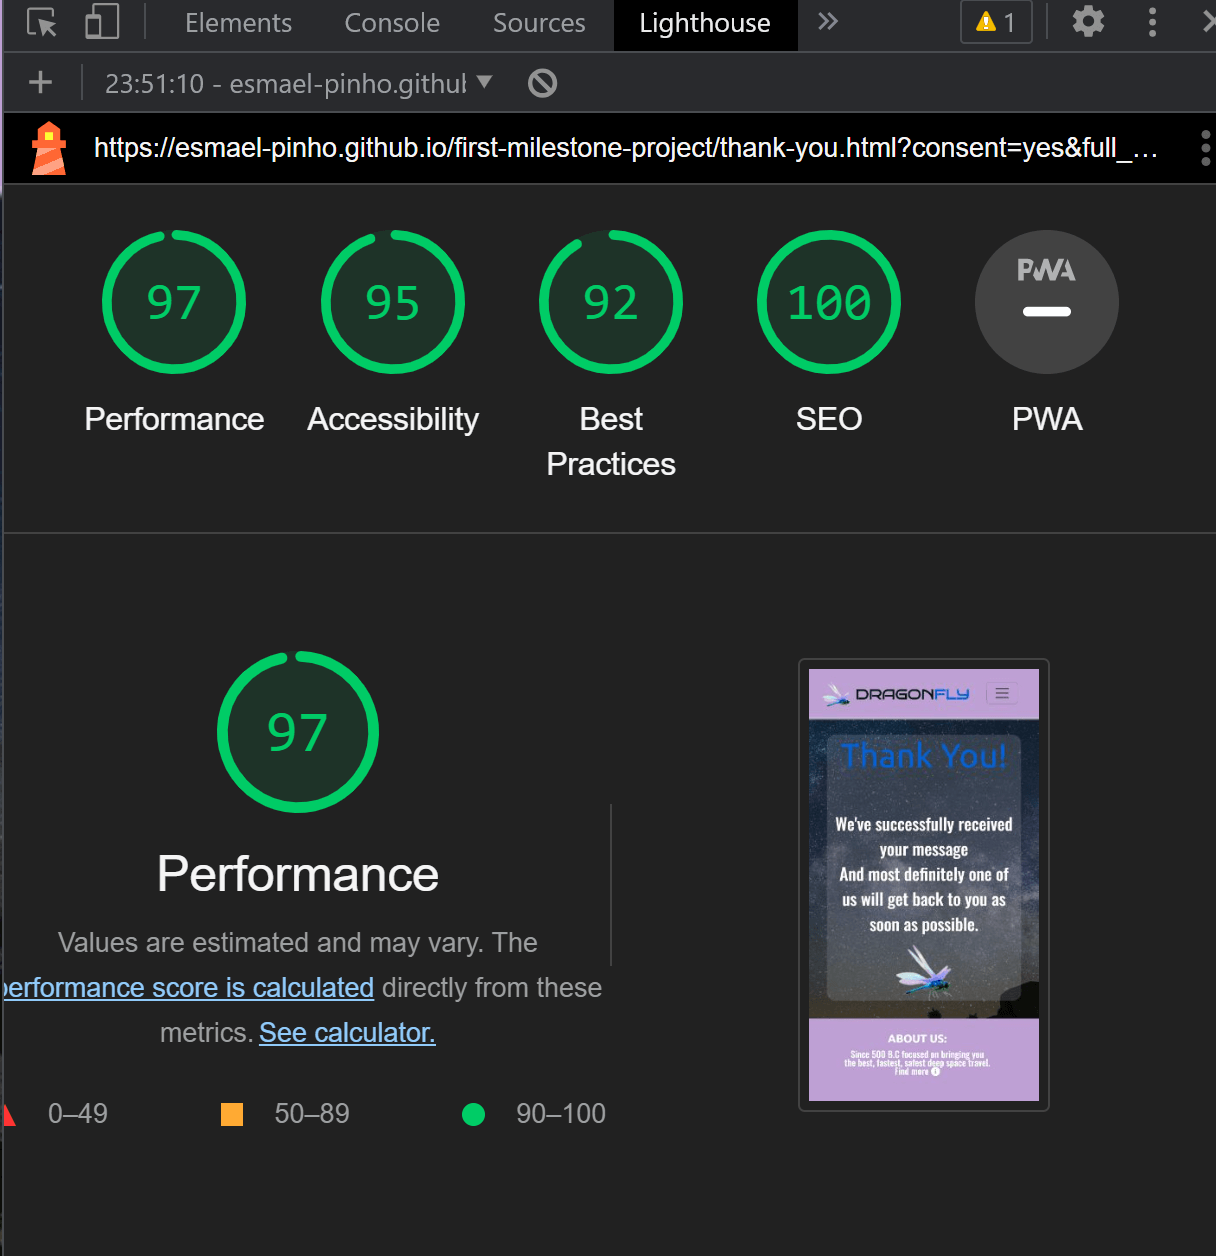 Elements Console Sources Lighthouse 1
23:51:10 - esmael-pinho.github
https://esmael-pinho.github.io/first-milestone-project/thank-you.html?consent=yes&full_…
97 95 92 100 PWA
Performance Accessibility Best Practices SEO PWA
97
Performance
Values are estimated and may vary. The
performance score is calculated directly from these
metrics. See calculator.
0–49 50–89 90–100
DRAGONFLY
Thank You!
We've successfully received
your message
And most definitely one of
us will get back to you as
soon as possible.
ABOUT US:
Since 500 B.C focused on bringing you
the best, fastest, safest deep space travel.
Find more